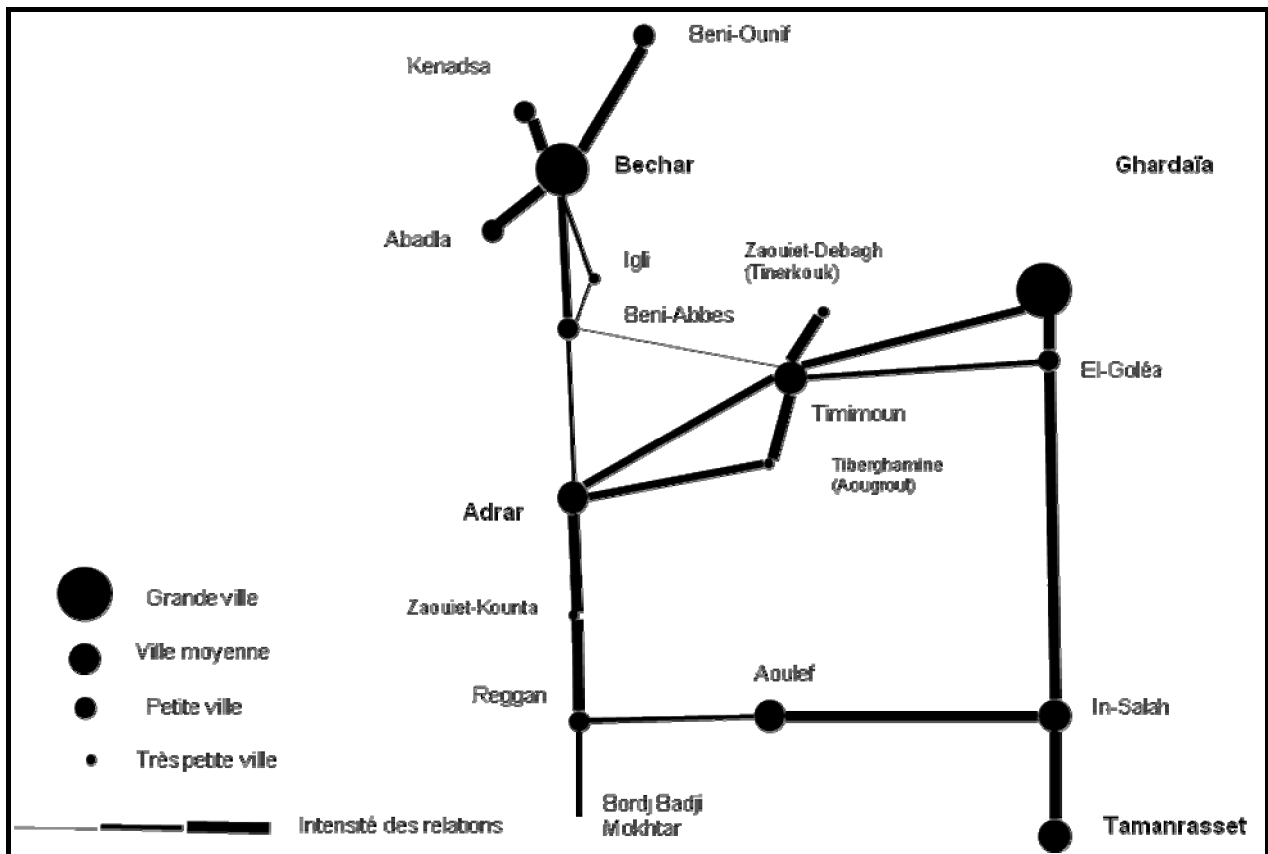 Beni-Ounif
Kenadsa
Bechar
Ghardaïa
Abadla
Igli
Zaouiet-Debagh
(Tinerkouk)
Beni-Abbes
El-Goléa
Timimoun
Tiberghamine
(Aougrout)
Adrar
Grande ville
Zaouiet-Kounta
Ville moyenne
Aoulef
Reggan
In-Salah
Petite ville
Très petite ville
Bordj Badji
Mokhtar
Intensité des relations
Tamanrasset